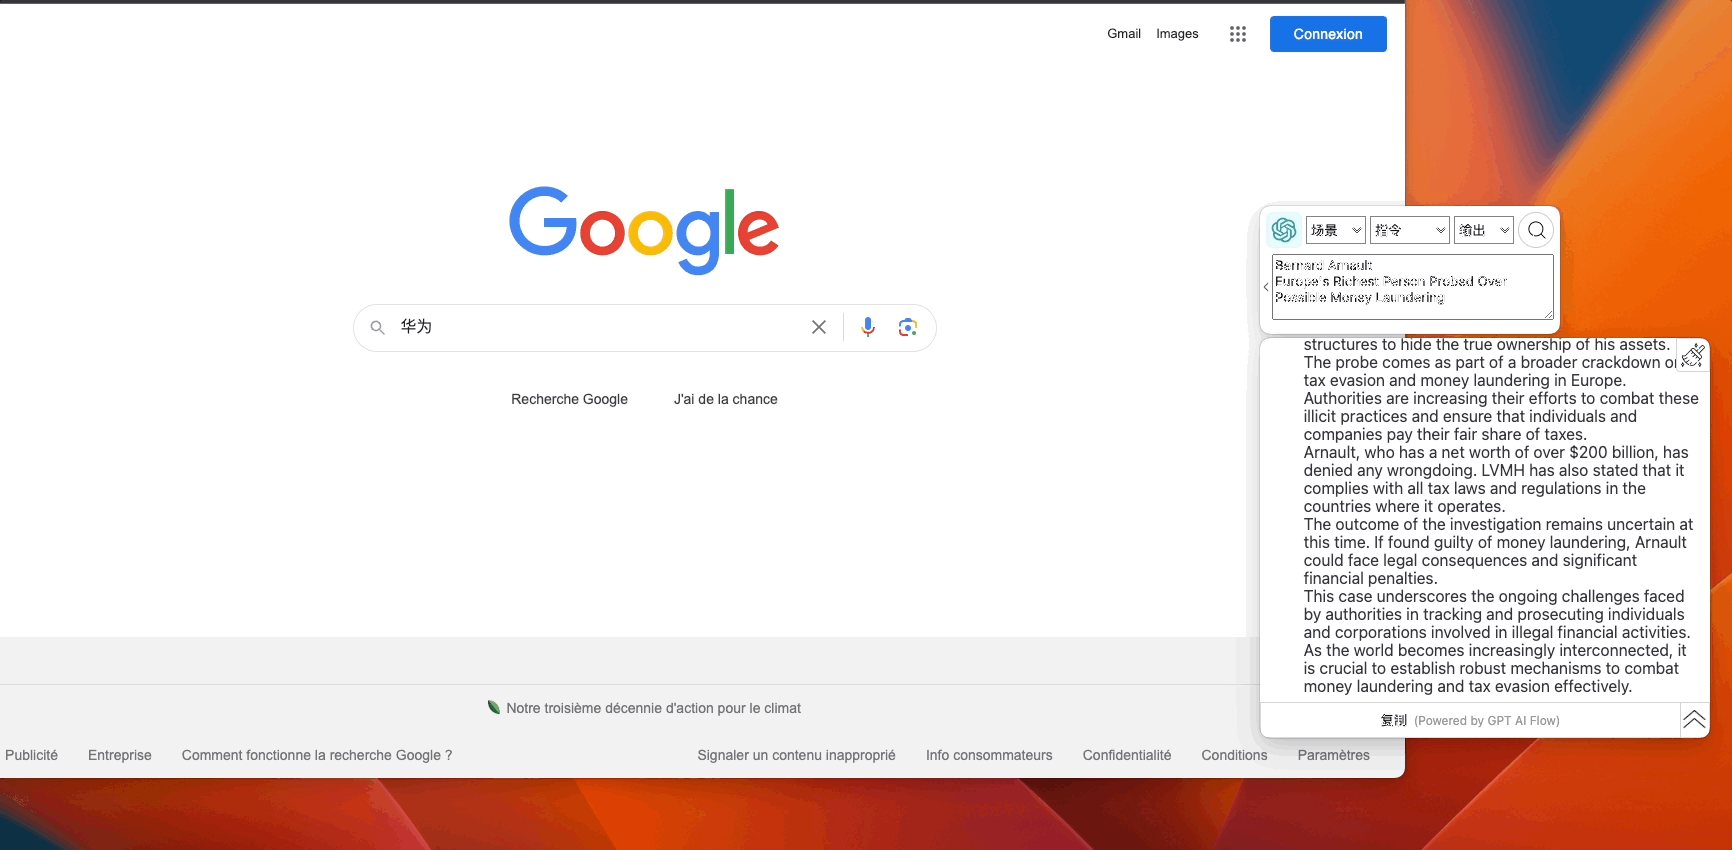 Gmail Images Connexion
Google
华为
Recherche Google J'ai de la chance
场景 指令 输出
Bernard Arnault
Europe's Richest Person Probed Over
Possible Money Laundering
structures to hide the true ownership of his assets.
The probe comes as part of a broader crackdown on
tax evasion and money laundering in Europe.
Authorities are increasing their efforts to combat these
illicit practices and ensure that individuals and
companies pay their fair share of taxes.
Arnault, who has a net worth of over $200 billion, has
denied any wrongdoing. LVMH has also stated that it
complies with all tax laws and regulations in the
countries where it operates.
The outcome of the investigation remains uncertain at
this time. If found guilty of money laundering, Arnault
could face legal consequences and significant
financial penalties.
This case underscores the ongoing challenges faced
by authorities in tracking and prosecuting individuals
and corporations involved in illegal financial activities.
As the world becomes increasingly interconnected, it
is crucial to establish robust mechanisms to combat
money laundering and tax evasion effectively.
复制 (Powered by GPT AI Flow)
Notre troisième décennie d'action pour le climat
Publicité Entreprise Comment fonctionne la recherche Google ? Signaler un contenu inapproprié Info consommateurs Confidentialité Conditions Paramètres